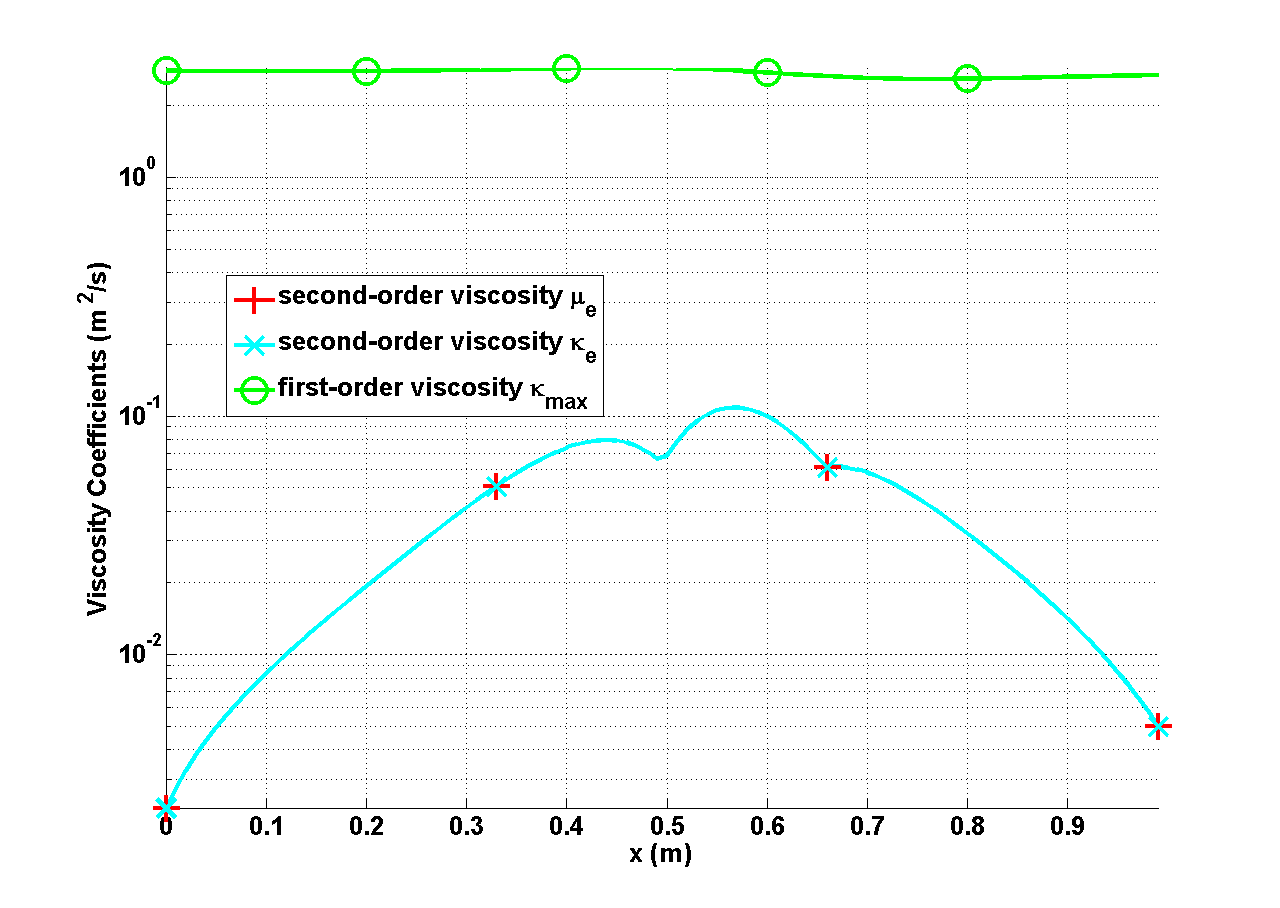 10^0
10^-1
10^-2
Viscosity Coefficients (m^2/s)
second-order viscosity μ_e
second-order viscosity κ_e
first-order viscosity κ_max
0 0.1 0.2 0.3 0.4 0.5 0.6 0.7 0.8 0.9
x (m)